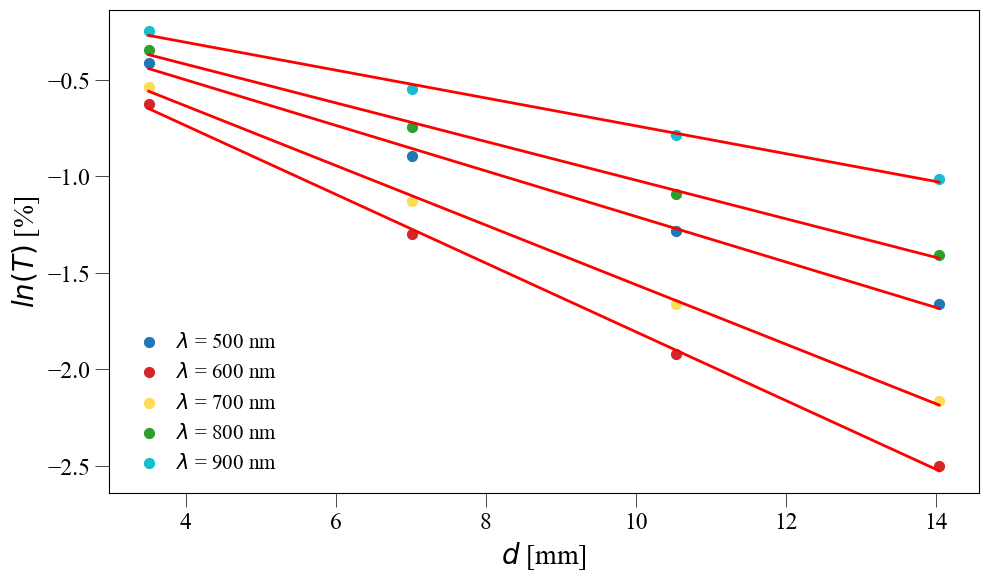 −0.5
−1.0
−1.5
−2.0
−2.5
ln(T) [%]
λ = 500 nm
λ = 600 nm
λ = 700 nm
λ = 800 nm
λ = 900 nm
4 6 8 10 12 14
d [mm]